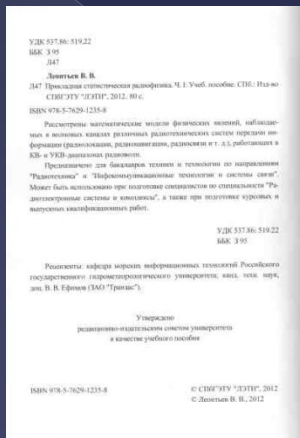 УДК 537.86: 519.22
ББК З 95
Л47
Леонтьев В. В.
Л47 Прикладная статистическая радиофизика. Ч. 1: Учеб. пособие. СПб.: Изд-во
СПбГЭТУ "ЛЭТИ", 2012. 80 с.
ISBN 978-5-7629-1235-8
Рассмотрены математические модели физических явлений, наблюдае-
мых в волновых каналах различных радиотехнических систем передачи ин-
формации (радиолокации, радионавигации, радиосвязи и т. д.), работающих в
КВ- и УКВ-диапазонах радиоволн.
Предназначено для бакалавров техники и технологии по направлениям
"Радиотехника" и "Инфокоммуникационные технологии и системы связи".
Может быть использовано при подготовке специалистов по специальности "Ра-
диоэлектронные системы и комплексы", а также при подготовке курсовых и
выпускных квалификационных работ.
УДК 537.86: 519.22
ББК З 95
Рецензенты: кафедра морских информационных технологий Российского
государственного гидрометеорологического университета; канд. техн. наук,
доц. В. В. Ефимов (ЗАО "Транзас").
Утверждено
редакционно-издательским советом университета
в качестве учебного пособия
ISBN 978-5-7629-1235-8
© СПбГЭТУ "ЛЭТИ", 2012
© Леонтьев В. В., 2012